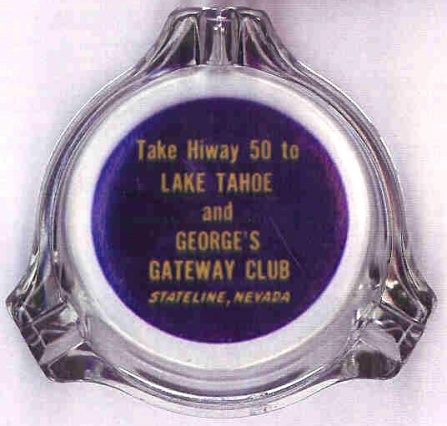 Take Hiway 50 to
LAKE TAHOE
and
GEORGE'S
GATEWAY CLUB
STATELINE, NEVADA